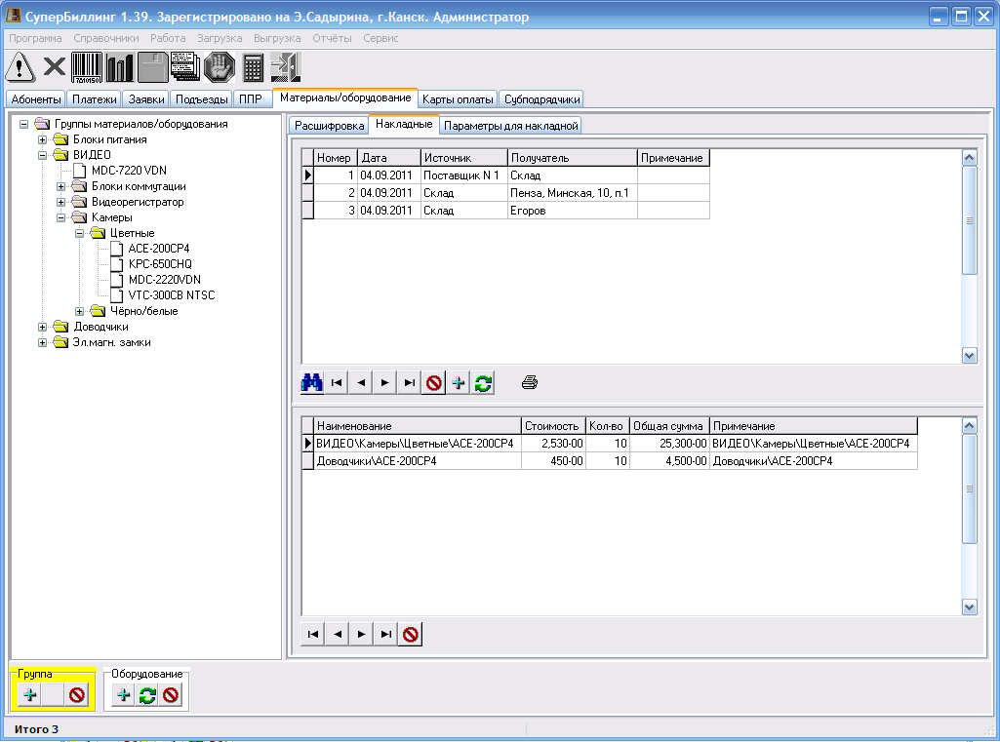 СуперБиллинг 1.39. Зарегистрировано на Э.Садырина, г.Канск. Администратор
Программа Справочники Работа Загрузка Выгрузка Отчёты Сервис
7610150
Абоненты Платежи Заявки Подъезды ППР Материалы/оборудование Карты оплаты Субподрядчики
Группы материалов/оборудования
Блоки питания
ВИДЕО
MDC-7220 VDN
Блоки коммутации
Видеорегистратор
Камеры
Цветные
ACE-200CP4
KPC-650CHQ
MDC-2220VDN
VTC-300CB NTSC
Чёрно/белые
Доводчики
Эл.магн. замки
Расшифровка Накладные Параметры для накладной
Номер Дата Источник Получатель Примечание
1 04.09.2011 Поставщик N 1 Склад
2 04.09.2011 Склад Пенза, Минская, 10, п.1
3 04.09.2011 Склад Егоров
Наименование Стоимость Кол-во Общая сумма Примечание
ВИДЕО\Камеры\Цветные\ACE-200CP4 2,530-00 10 25,300-00 ВИДЕО\Камеры\Цветные\ACE-200CP4
Доводчики\ACE-200CP4 450-00 10 4,500-00 Доводчики\ACE-200CP4
Группа Оборудование
Итого 3